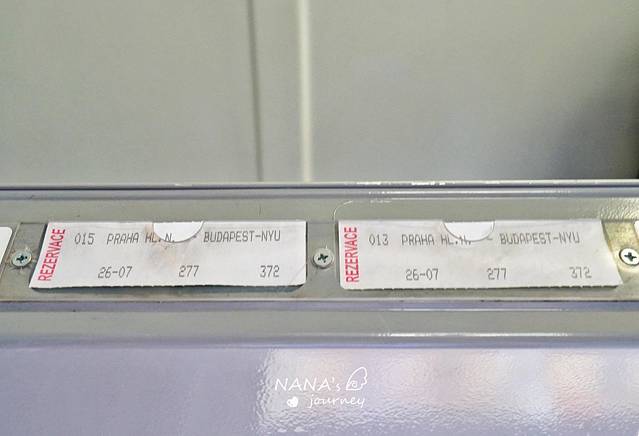 REZERVACE
015 PRAHA HL.N. - BUDAPEST-NYU
26-07 277 372
REZERVACE
013 PRAHA HL.N. - BUDAPEST-NYU
26-07 277 372
NANA's
journey